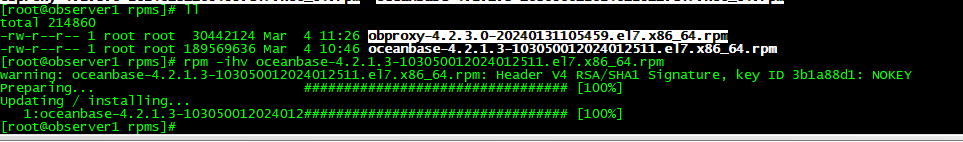 [root@observer1 rpms]# ll
total 214860
-rw-r--r-- 1 root root  30442124 Mar  4 11:26 obproxy-4.2.3.0-20240131105459.el7.x86_64.rpm
-rw-r--r-- 1 root root 189569636 Mar  4 10:46 oceanbase-4.2.1.3-103050012024012511.el7.x86_64.rpm
[root@observer1 rpms]# rpm -ihv oceanbase-4.2.1.3-103050012024012511.el7.x86_64.rpm
warning: oceanbase-4.2.1.3-103050012024012511.el7.x86_64.rpm: Header V4 RSA/SHA1 Signature, key ID 3b1a88d1: NOKEY
Preparing...                          ################################# [100%]
Updating / installing...
   1:oceanbase-4.2.1.3-103050012024012################################# [100%]
[root@observer1 rpms]#